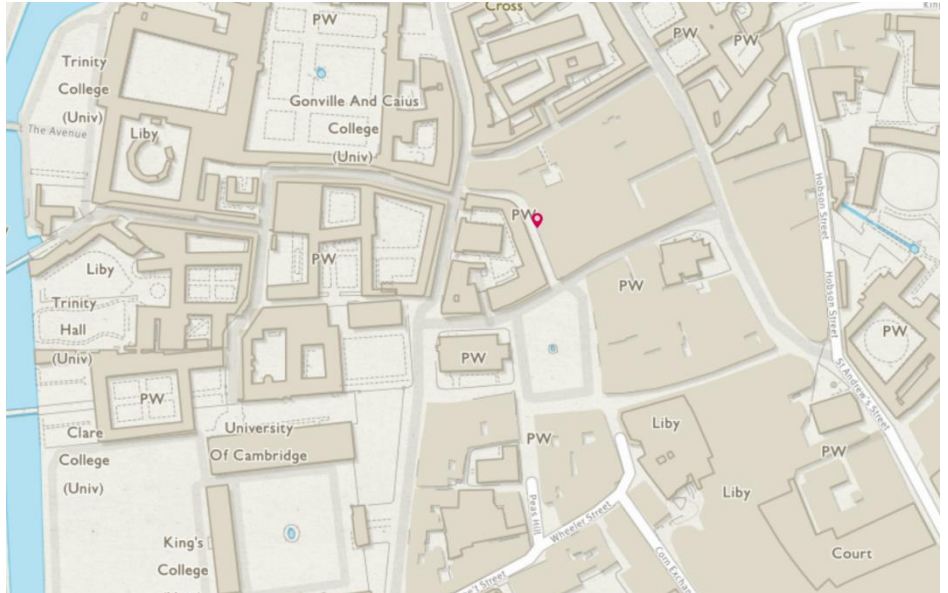 Cross
PW
PW
PW
Trinity
College
(Univ)
Gonville And Caius
College
(Univ)
The Avenue
Liby
Hobson Street
PW
PW
Liby
PW
Trinity
Hall
(Univ)
Hobson Street
PW
PW
St Andrew's Street
PW
Clare
College
(Univ)
University
Of Cambridge
PW
Liby
PW
Liby
Peas Hill
Wheeler Street
King's
College
Corn Exchan
Court